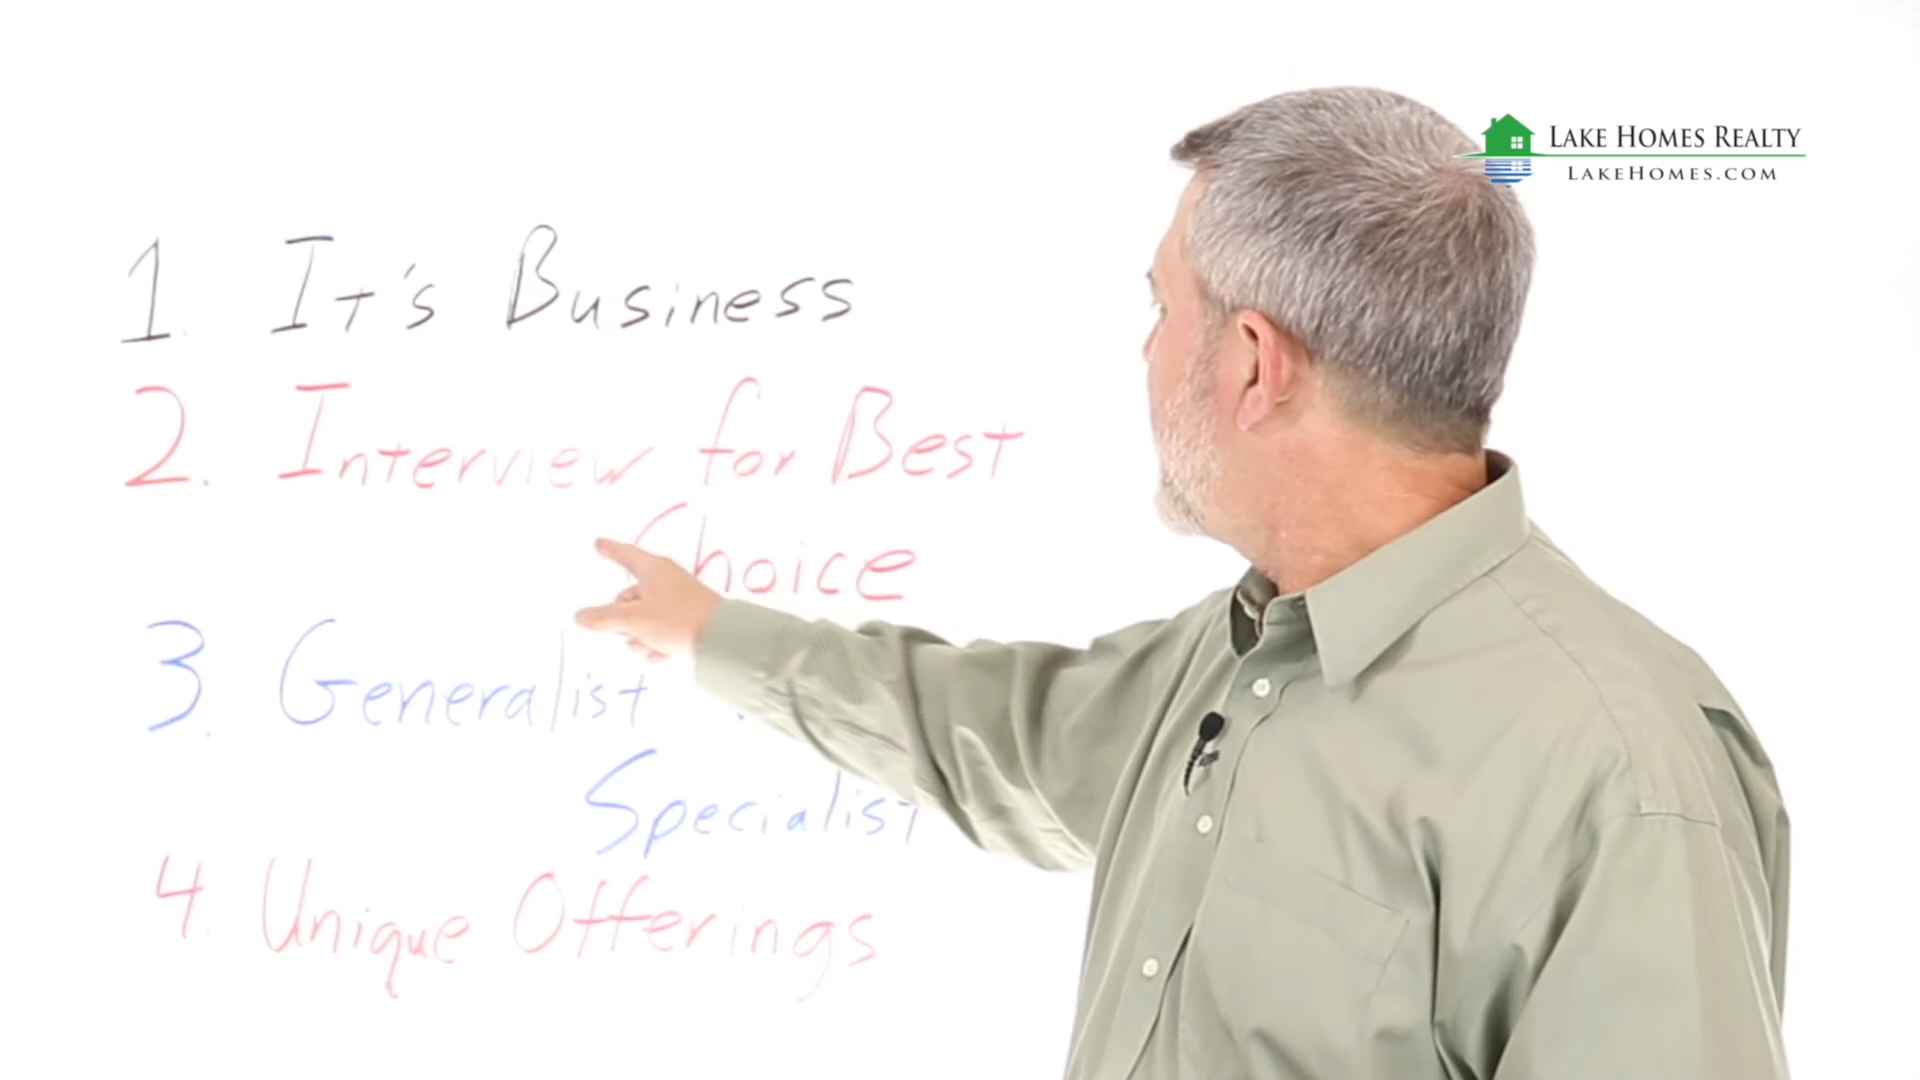 LAKE HOMES REALTY
LAKEHOMES.COM
1. It's Business
2. Interview for Best
Choice
3. Generalist
Specialist
4. Unique Offerings